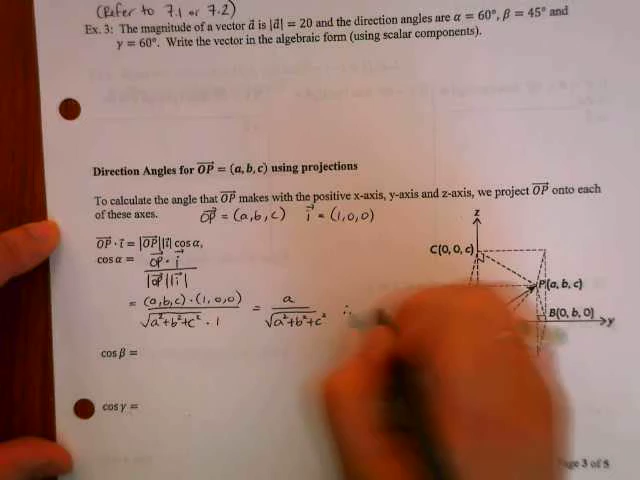 (Refer to 7.1 or 7.2)
Ex. 3: The magnitude of a vector a⃗ is |a⃗| = 20 and the direction angles are α = 60°, β = 45° and
γ = 60°. Write the vector in the algebraic form (using scalar components).
Direction Angles for OP⃗ = (a, b, c) using projections
To calculate the angle that OP⃗ makes with the positive x-axis, y-axis and z-axis, we project OP⃗ onto each
of these axes. OP⃗ = (a, b, c) i⃗ = (1, 0, 0)
OP⃗ · i⃗ = |OP⃗||i⃗| cos α,
cos α = OP⃗ · i⃗ / |OP⃗||i⃗|
= (a, b, c) · (1, 0, 0) / √a²+b²+c² · 1 = a / √a²+b²+c² ∴
cos β =
cos γ =
z
C(0, 0, c)
P(a, b, c)
B(0, b, 0)
y
Page 3 of 8